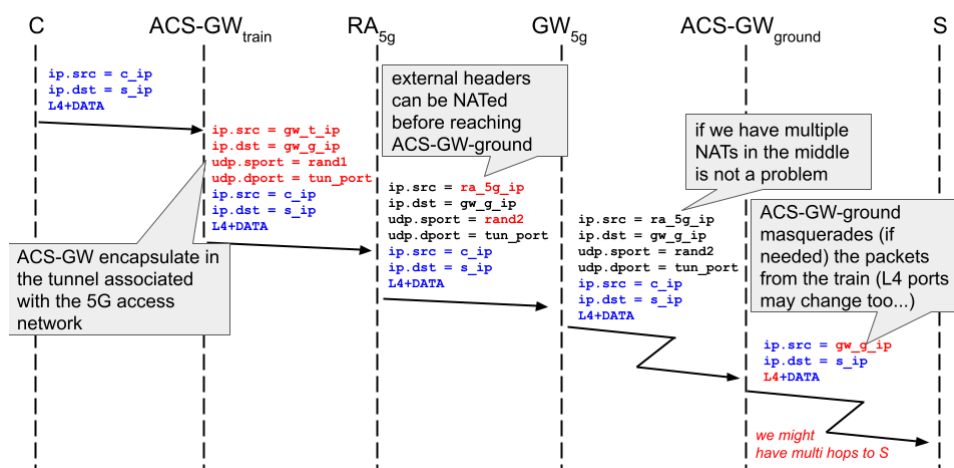 C
ACS-GW_train
RA_5g
GW_5g
ACS-GW_ground
S
ip.src = c_ip
ip.dst = s_ip
L4+DATA
ip.src = gw_t_ip
ip.dst = gw_g_ip
udp.sport = rand1
udp.dport = tun_port
ip.src = c_ip
ip.dst = s_ip
L4+DATA
ACS-GW encapsulate in
the tunnel associated
with the 5G access
network
external headers
can be NATed
before reaching
ACS-GW-ground
ip.src = ra_5g_ip
ip.dst = gw_g_ip
udp.sport = rand2
udp.dport = tun_port
ip.src = c_ip
ip.dst = s_ip
L4+DATA
if we have multiple
NATs in the middle
is not a problem
ip.src = ra_5g_ip
ip.dst = gw_g_ip
udp.sport = rand2
udp.dport = tun_port
ip.src = c_ip
ip.dst = s_ip
L4+DATA
ACS-GW-ground
masquerades (if
needed) the packets
from the train (L4 ports
may change too...)
ip.src = gw_g_ip
ip.dst = s_ip
L4+DATA
we might
have multi hops to S